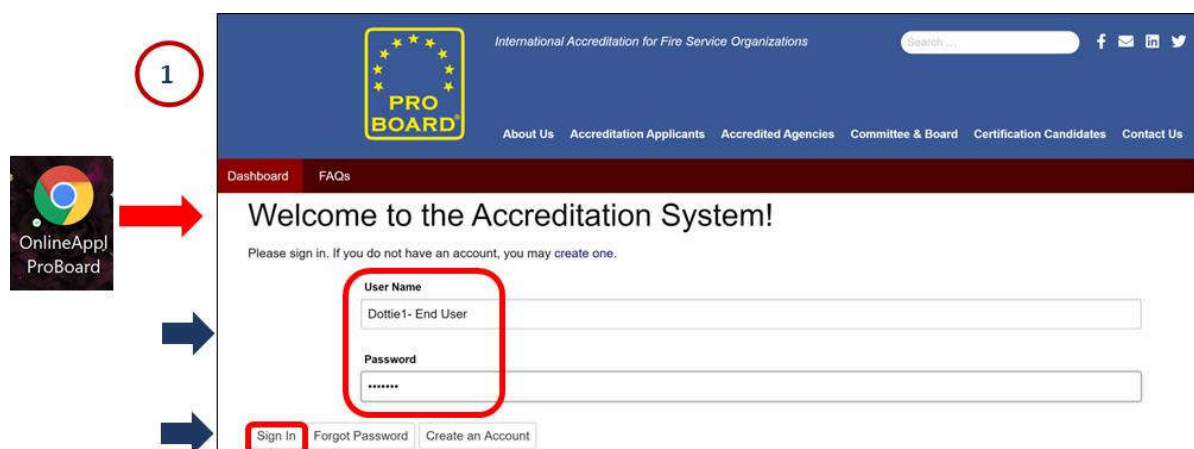 1
International Accreditation for Fire Service Organizations
Search ...
PRO
BOARD®
About Us Accreditation Applicants Accredited Agencies Committee & Board Certification Candidates Contact Us
Dashboard FAQs
OnlineAppl
ProBoard
Welcome to the Accreditation System!
Please sign in. If you do not have an account, you may create one.
User Name
Dottie1- End User
Password
•••••••
Sign In Forgot Password Create an Account